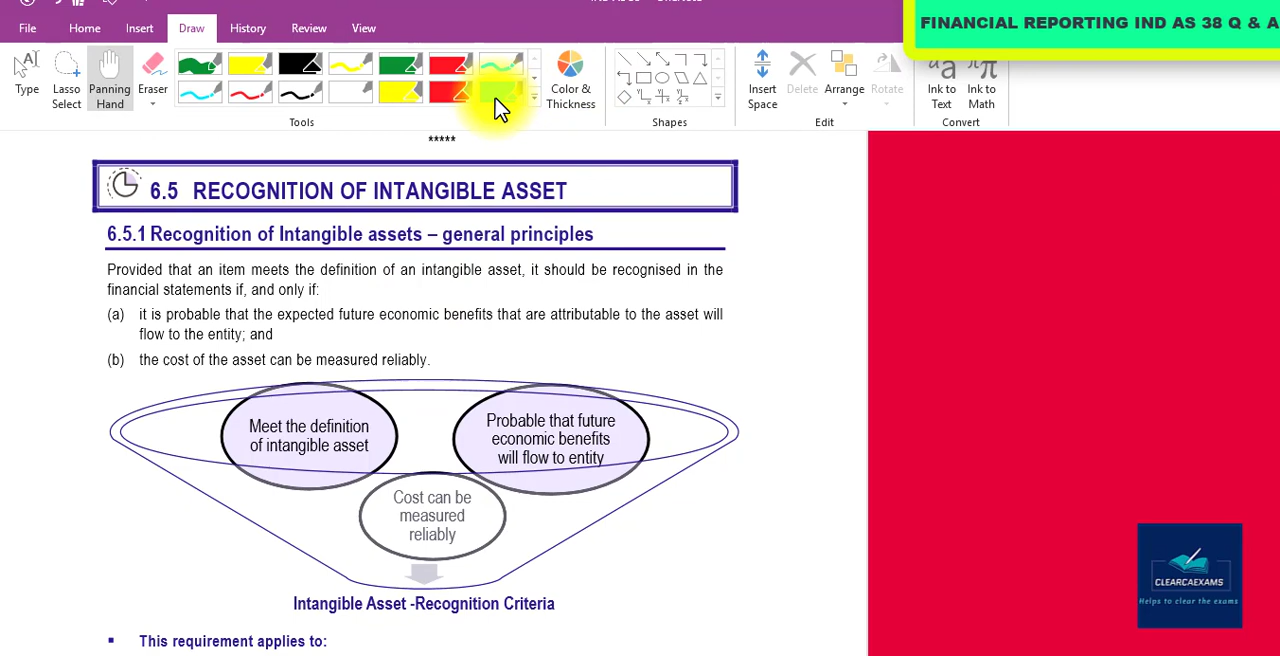 FINANCIAL REPORTING IND AS 38 Q & A
File Home Insert Draw History Review View
Type
Lasso Select
Panning Hand
Eraser
Color & Thickness
Insert Space
Delete
Arrange
Rotate
Ink to Text
Ink to Math
Tools
Shapes
Edit
Convert
*****
6.5 RECOGNITION OF INTANGIBLE ASSET
6.5.1 Recognition of Intangible assets – general principles
Provided that an item meets the definition of an intangible asset, it should be recognised in the
financial statements if, and only if:
(a) it is probable that the expected future economic benefits that are attributable to the asset will
flow to the entity; and
(b) the cost of the asset can be measured reliably.
Meet the definition
of intangible asset
Probable that future
economic benefits
will flow to entity
Cost can be
measured
reliably
Intangible Asset -Recognition Criteria
▪ This requirement applies to:
CLEARCAEXAMS
Helps to clear the exams